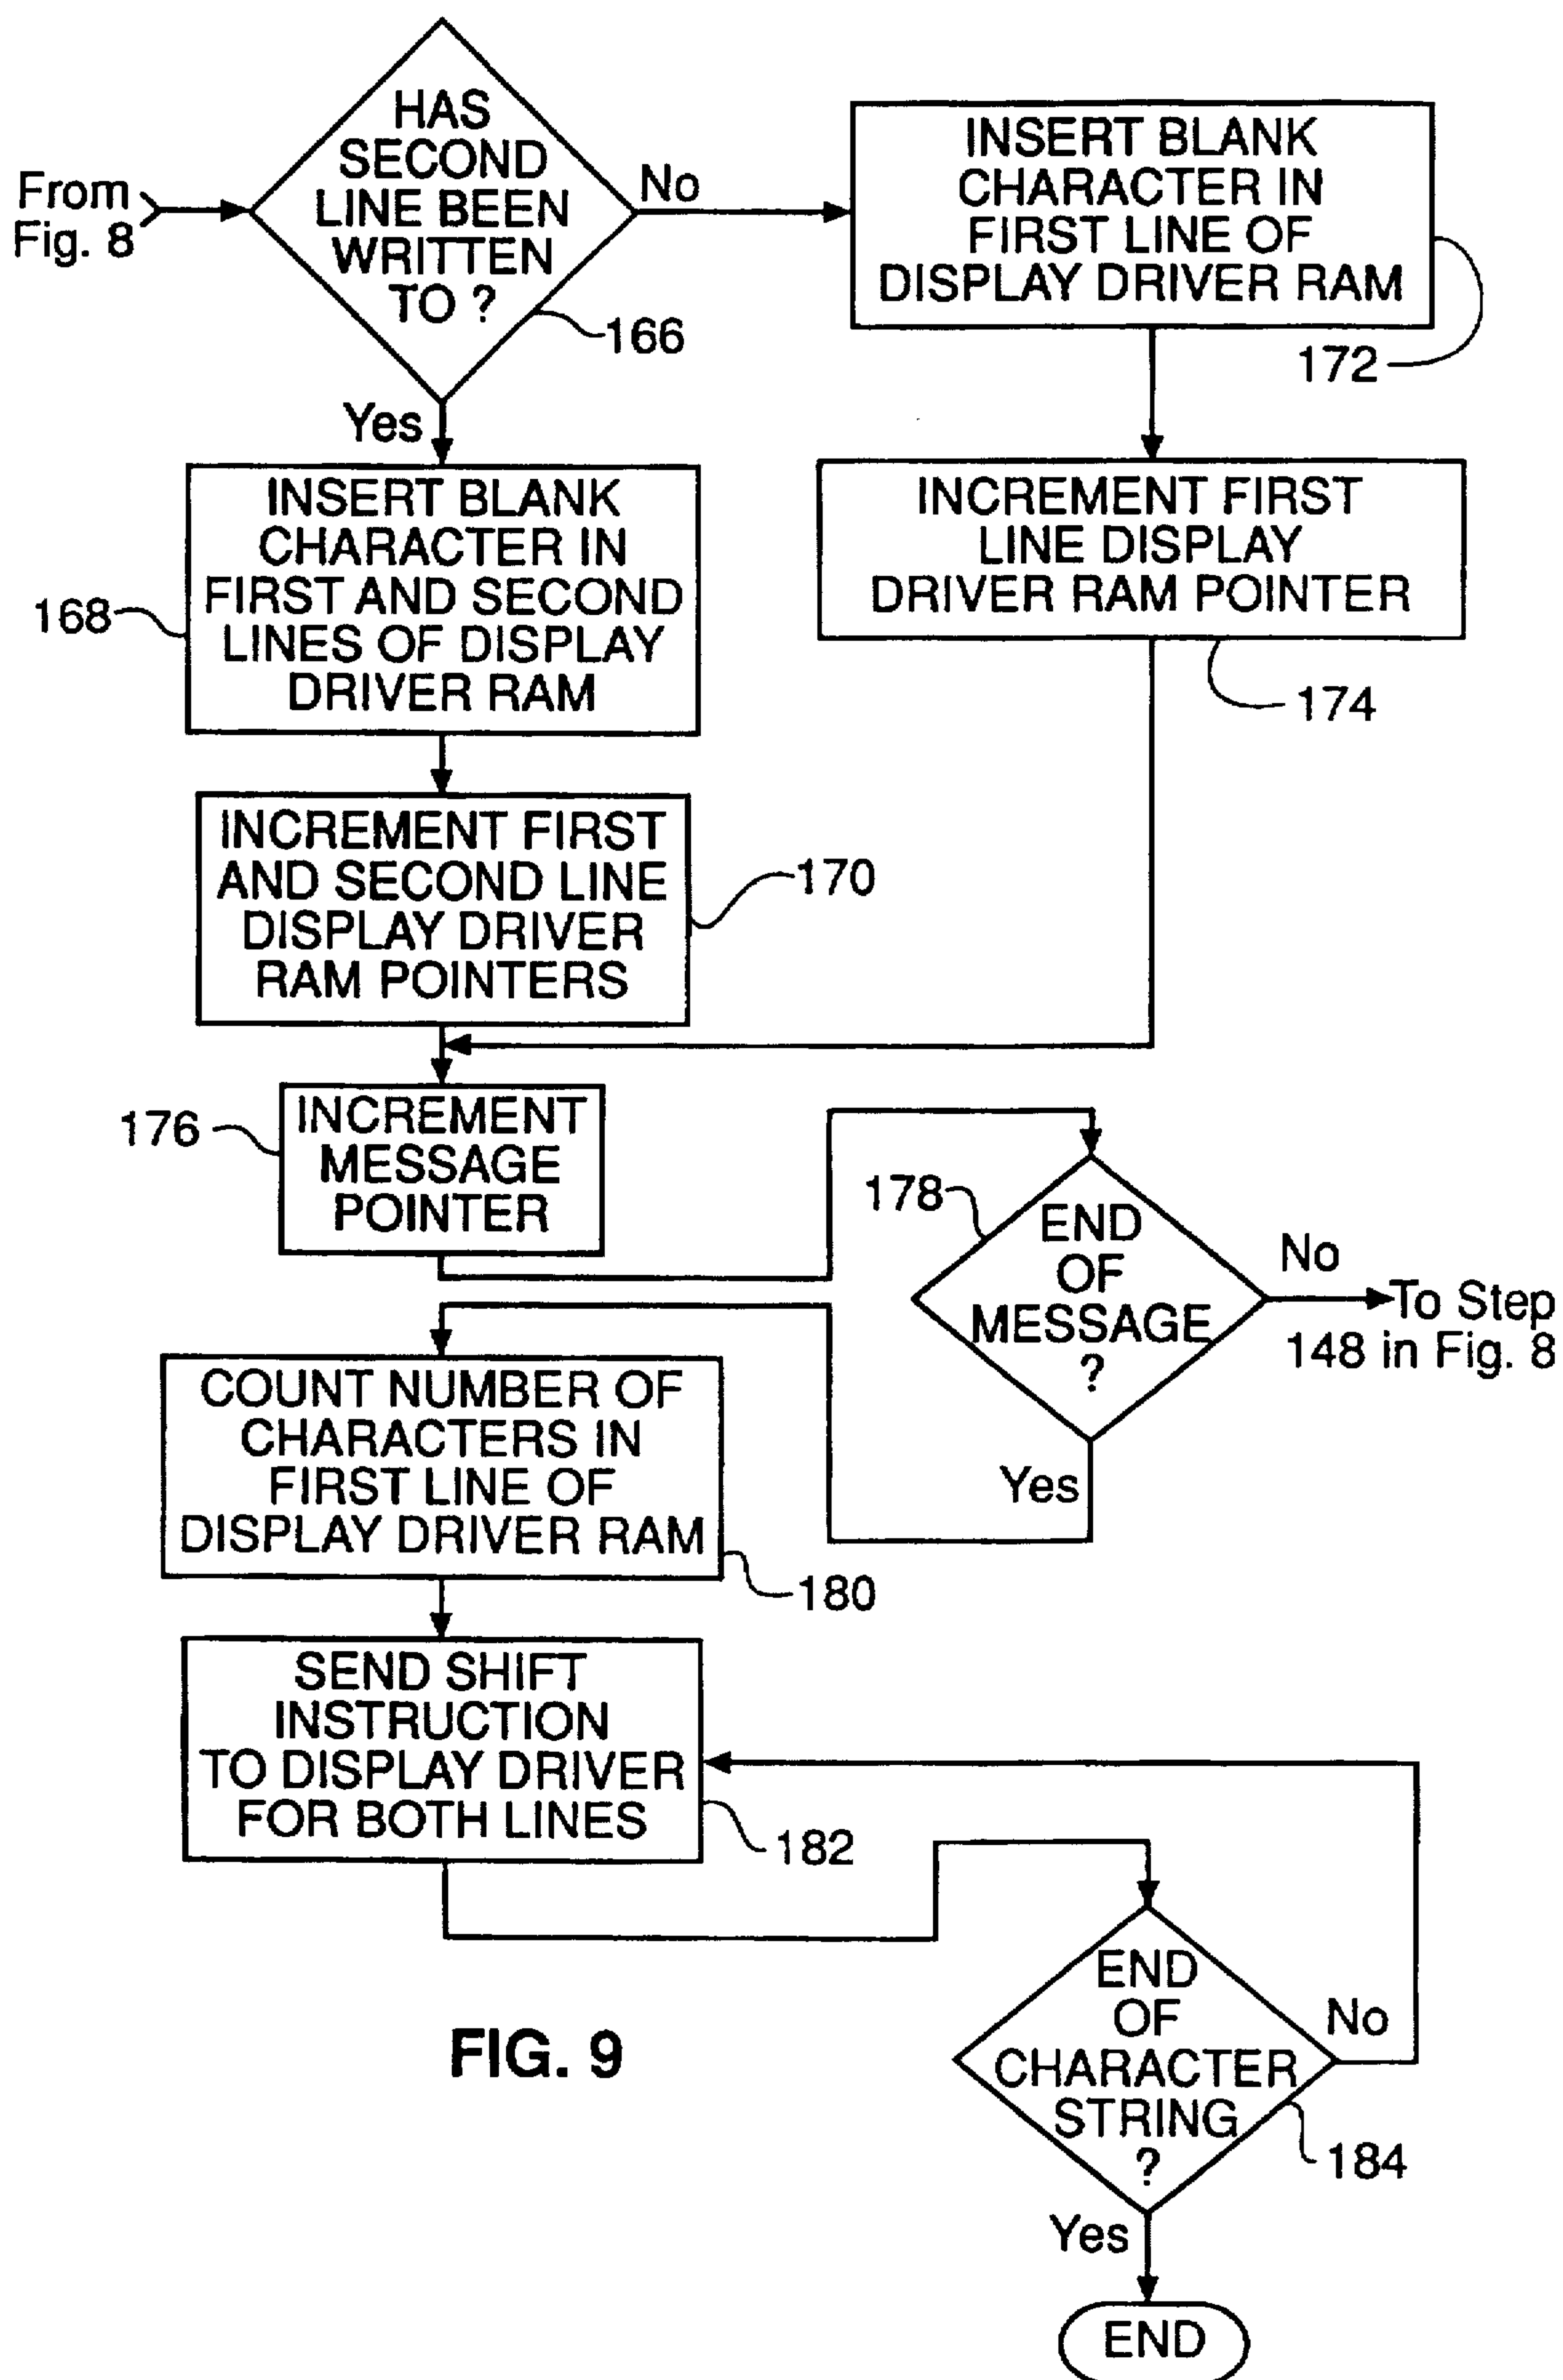 From
Fig. 8
HAS
SECOND
LINE BEEN
WRITTEN
TO ?
166
No
Yes
INSERT BLANK
CHARACTER IN
FIRST LINE OF
DISPLAY DRIVER RAM
172
INSERT BLANK
CHARACTER IN
FIRST AND SECOND
LINES OF DISPLAY
DRIVER RAM
168
INCREMENT FIRST
LINE DISPLAY
DRIVER RAM POINTER
174
INCREMENT FIRST
AND SECOND LINE
DISPLAY DRIVER
RAM POINTERS
170
176
INCREMENT
MESSAGE
POINTER
178
END
OF
MESSAGE
?
No
To Step
148 in Fig. 8
Yes
COUNT NUMBER OF
CHARACTERS IN
FIRST LINE OF
DISPLAY DRIVER RAM
180
SEND SHIFT
INSTRUCTION
TO DISPLAY DRIVER
FOR BOTH LINES
182
END
OF
CHARACTER
STRING
?
No
184
Yes
END
FIG. 9